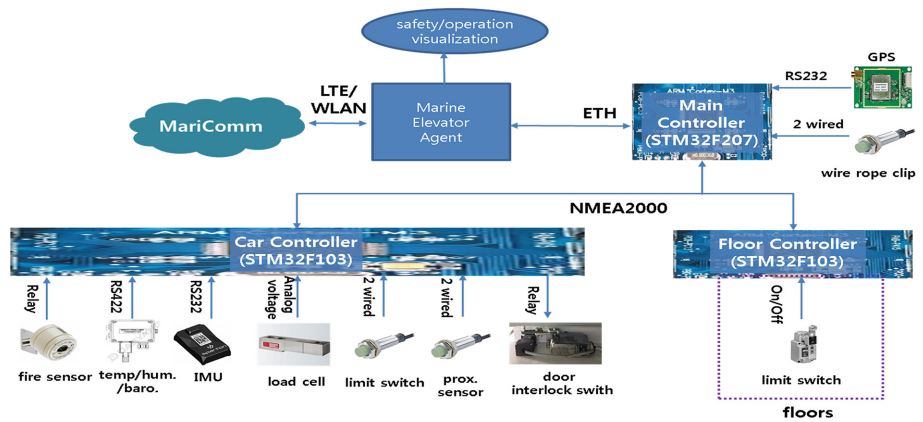 safety/operation
visualization
GPS
LTE/
WLAN
RS232
MariComm
Marine
Elevator
Agent
ETH
Main
Controller
(STM32F207)
2 wired
wire rope clip
NMEA2000
Car Controller
(STM32F103)
Floor Controller
(STM32F103)
Relay
RS422
RS232
Analog
voltage
2 wired
2 wired
Relay
On/Off
fire sensor
temp/hum.
/baro.
IMU
load cell
limit switch
prox.
sensor
door
interlock swith
limit switch
floors